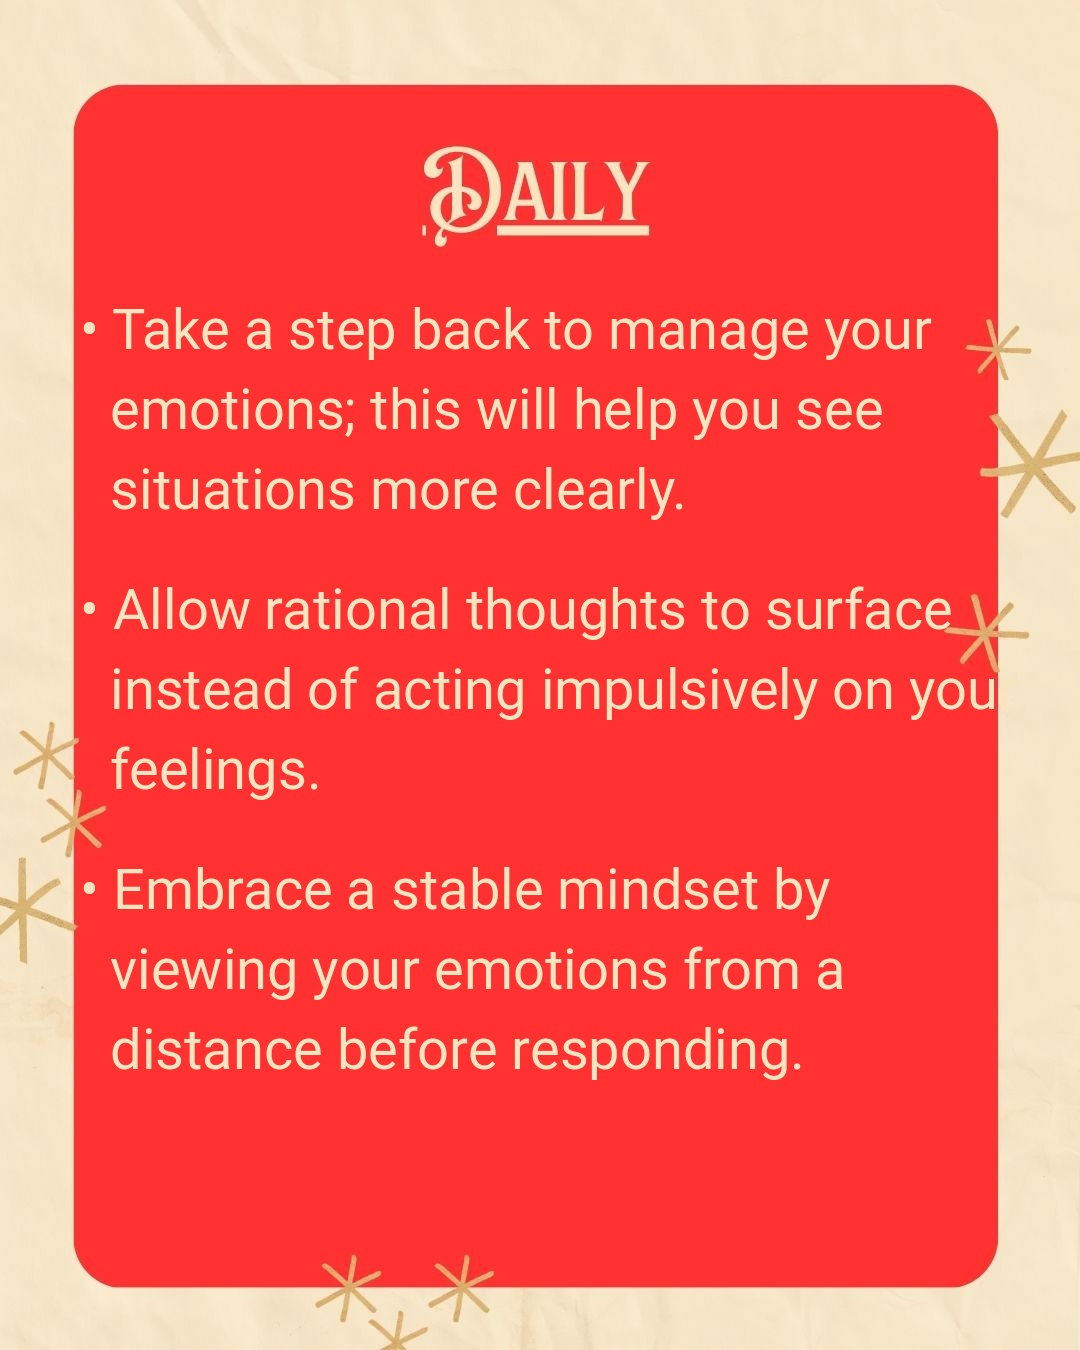 Daily
• Take a step back to manage your
emotions; this will help you see
situations more clearly.
• Allow rational thoughts to surface
instead of acting impulsively on you
feelings.
• Embrace a stable mindset by
viewing your emotions from a
distance before responding.